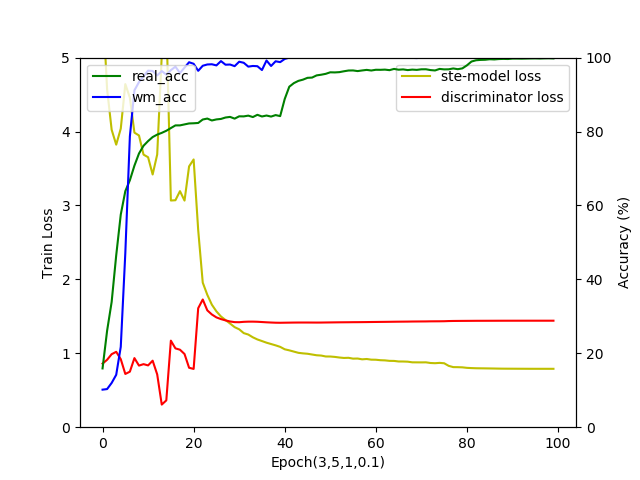 real_acc
wm_acc
ste-model loss
discriminator loss
5
4
3
2
1
0
Train Loss
100
80
60
40
20
0
Accuracy (%)
0 20 40 60 80 100
Epoch(3,5,1,0.1)